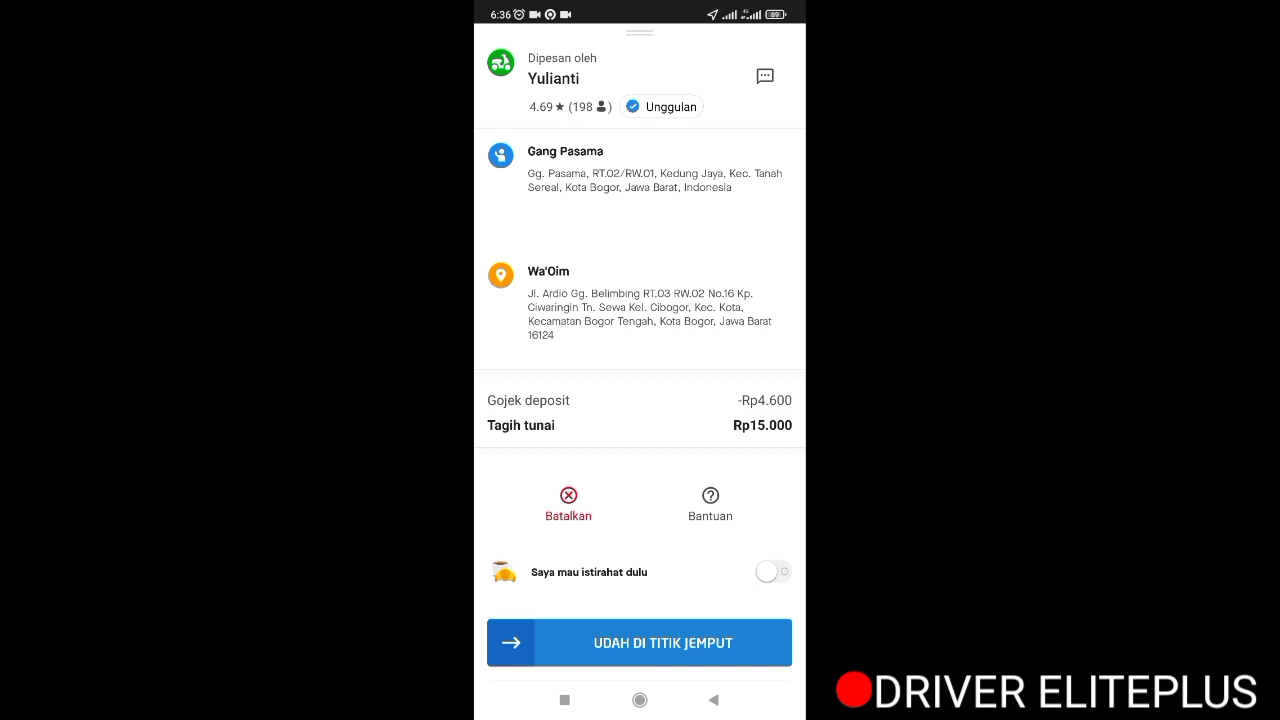 6:36
4G
89
Dipesan oleh
Yulianti
4.69★ (198 )
Unggulan
Gang Pasama
Gg. Pasama, RT.02/RW.01, Kedung Jaya, Kec. Tanah
Sereal, Kota Bogor, Jawa Barat, Indonesia
Wa'Oim
Jl. Ardio Gg. Belimbing RT.03 RW.02 No.16 Kp.
Ciwaringin Tn. Sewa Kel. Cibogor, Kec. Kota,
Kecamatan Bogor Tengah, Kota Bogor, Jawa Barat
16124
Gojek deposit -Rp4.600
Tagih tunai Rp15.000
Batalkan Bantuan
Saya mau istirahat dulu
UDAH DI TITIK JEMPUT
DRIVER ELITEPLUS